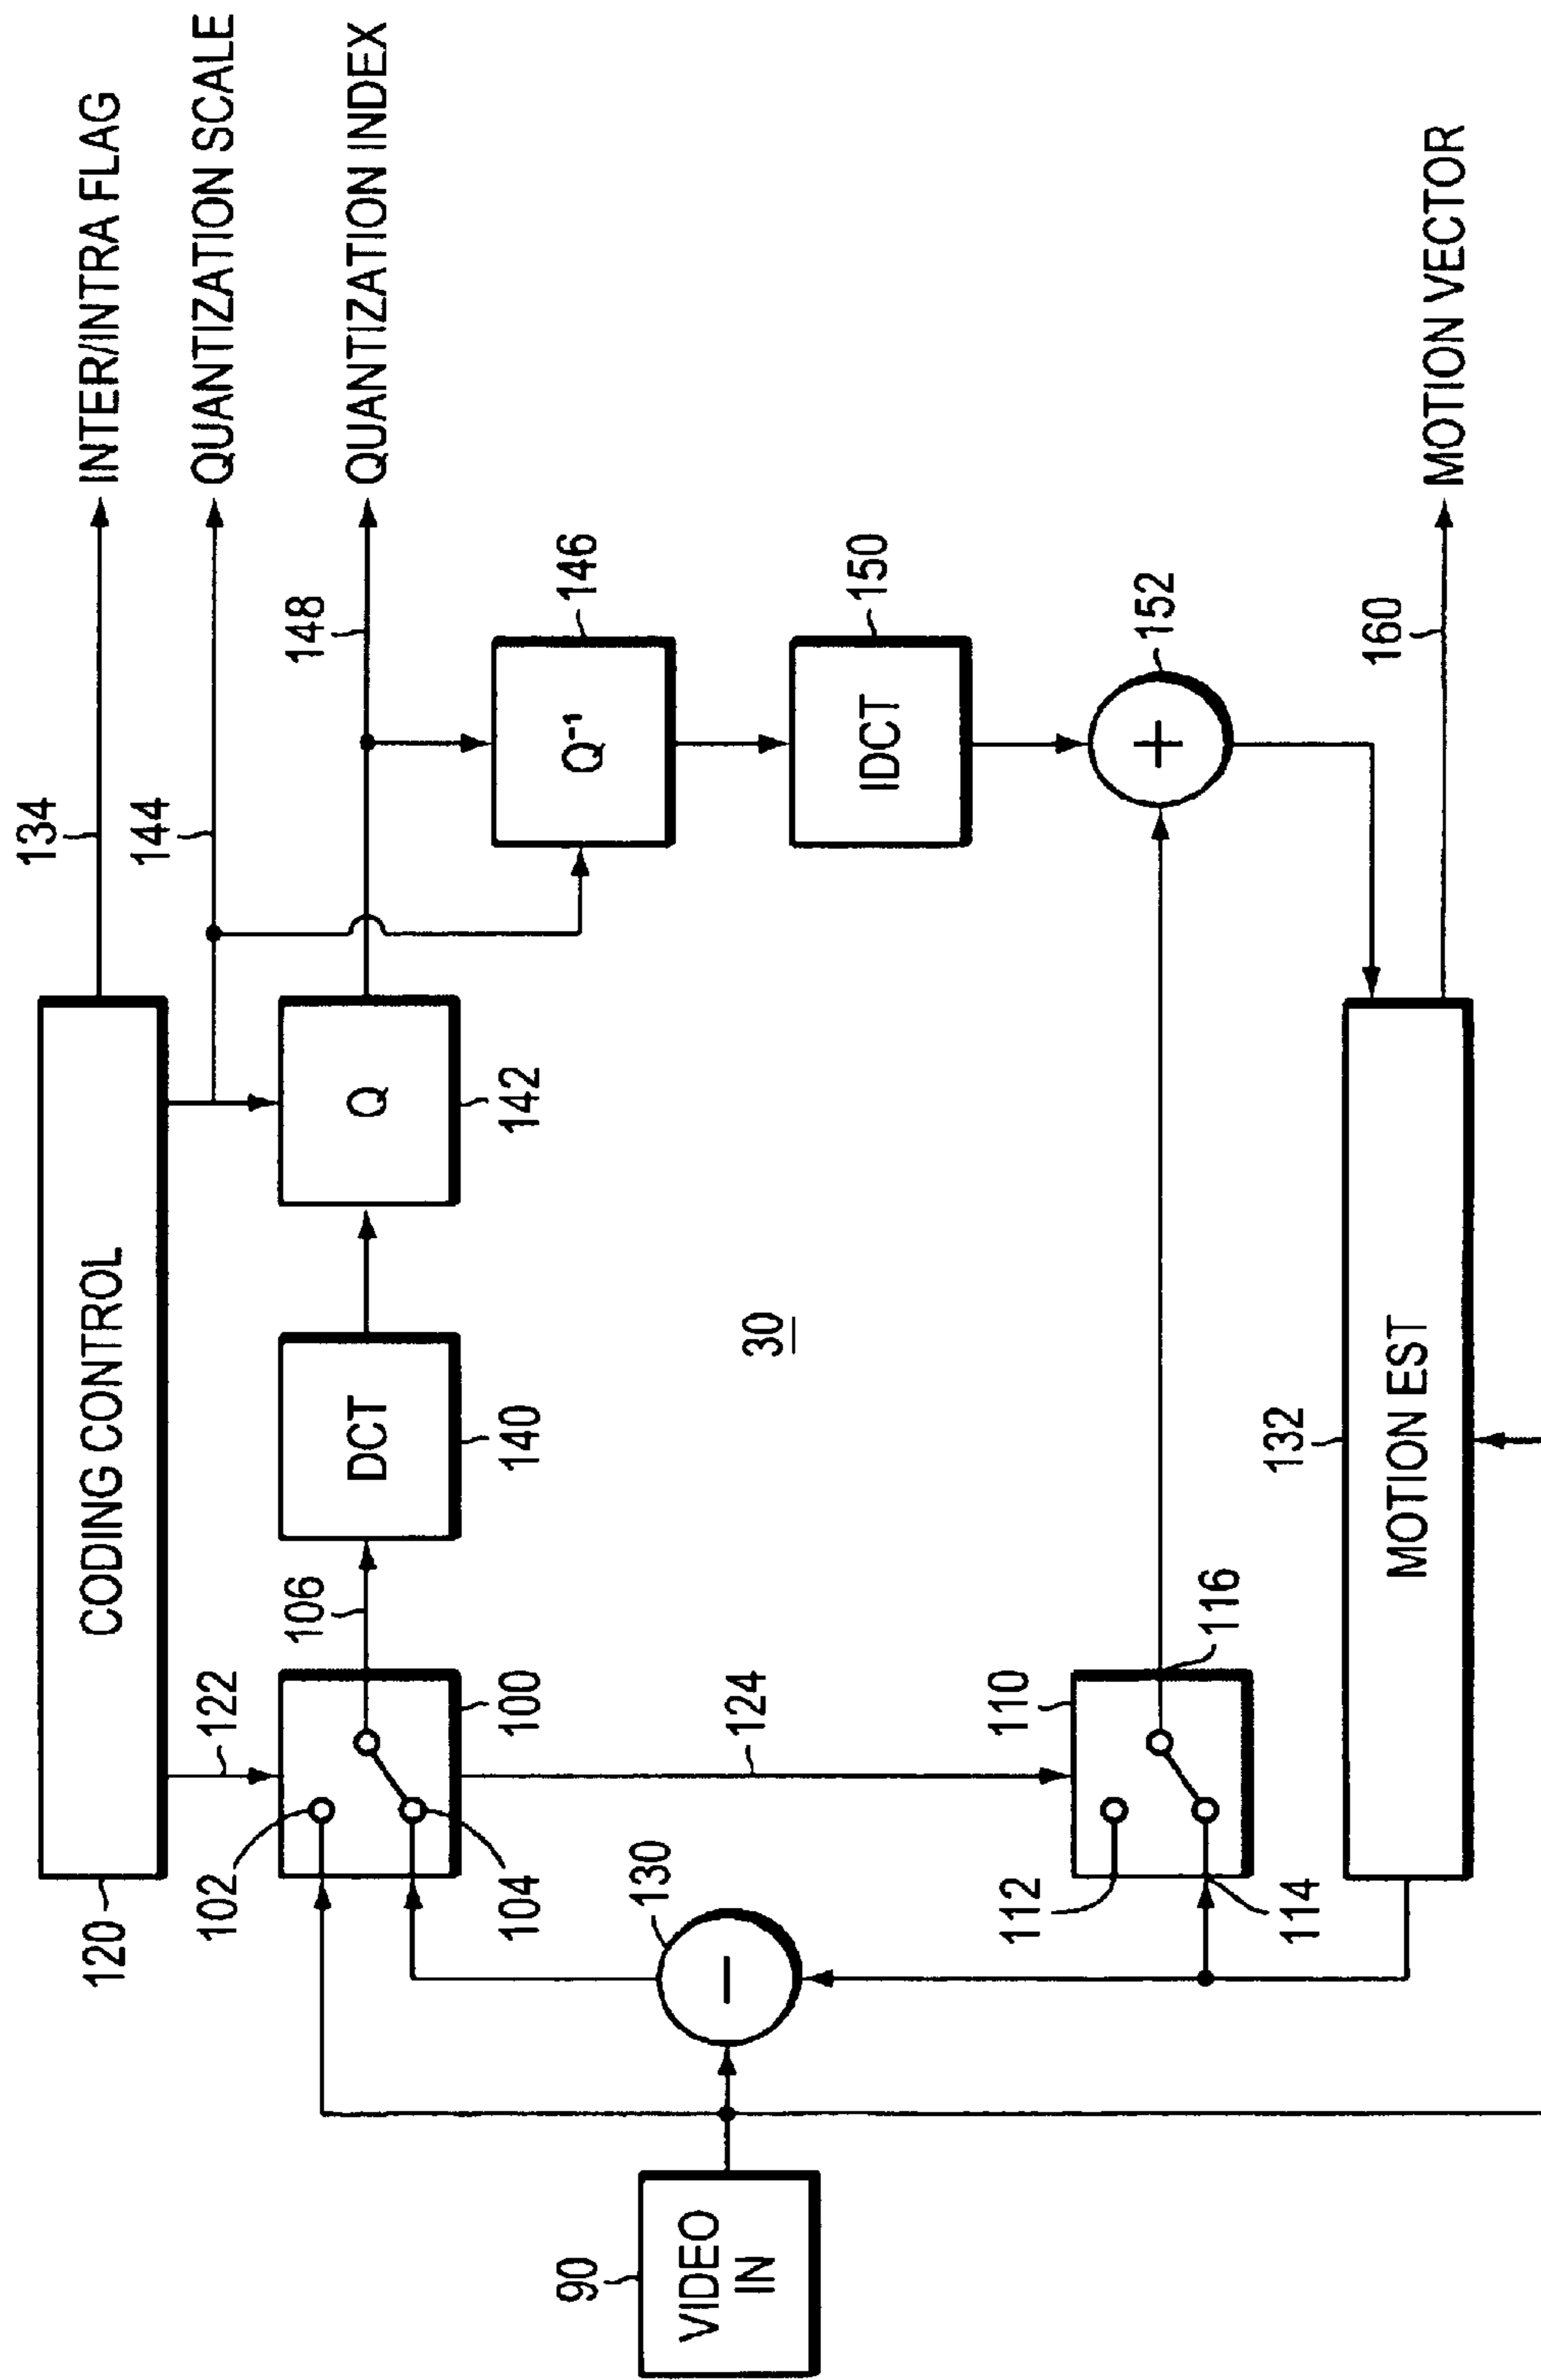 CODING CONTROL
120
134
INTER/INTRA FLAG
144
QUANTIZATION SCALE
122
102
104
100
106
DCT
140
Q
142
148
QUANTIZATION INDEX
Q⁻¹
146
IDCT
150
+
152
90
VIDEO
IN
130
−
124
30
110
112
114
116
132
MOTION EST
160
MOTION VECTOR